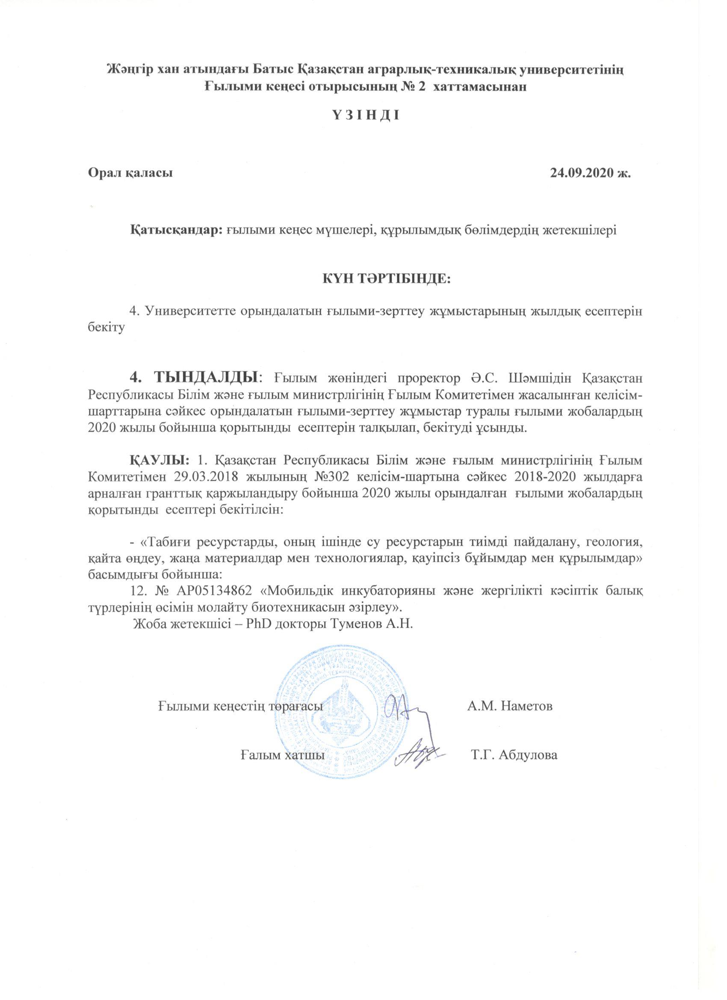 Жәңгір хан атындағы Батыс Қазақстан аграрлық-техникалық университетінің
Ғылыми кеңесі отырысының № 2 хаттамасынан
Ү З І Н Д І
Орал қаласы 24.09.2020 ж.
Қатысқандар: ғылыми кеңес мүшелері, құрылымдық бөлімдердің жетекшілері
КҮН ТӘРТІБІНДЕ:
4. Университетте орындалатын ғылыми-зерттеу жұмыстарының жылдық есептерін
бекіту
4. ТЫНДАЛДЫ: Ғылым жөніндегі проректор Ә.С. Шәмшідін Қазақстан
Республикасы Білім және ғылым министрлігінің Ғылым Комитетімен жасалынған келісім-
шарттарына сәйкес орындалатын ғылыми-зерттеу жұмыстар туралы ғылыми жобалардың
2020 жылы бойынша қорытынды есептерін талқылап, бекітуді ұсынды.
ҚАУЛЫ: 1. Қазақстан Республикасы Білім және ғылым министрлігінің Ғылым
Комитетімен 29.03.2018 жылының №302 келісім-шартына сәйкес 2018-2020 жылдарға
арналған гранттық қаржыландыру бойынша 2020 жылы орындалған ғылыми жобалардың
қорытынды есептері бекітілсін:
- «Табиғи ресурстарды, оның ішінде су ресурстарын тиімді пайдалану, геология,
қайта өңдеу, жаңа материалдар мен технологиялар, қауіпсіз бұйымдар мен құрылымдар»
басымдығы бойынша:
12. № АР05134862 «Мобильдік инкубаторияны және жергілікті кәсіптік балық
түрлерінің өсімін молайту биотехникасын әзірлеу».
Жоба жетекшісі – PhD докторы Туменов А.Н.
Ғылыми кеңестің төрағасы А.М. Наметов
Ғалым хатшы Т.Г. Абдулова